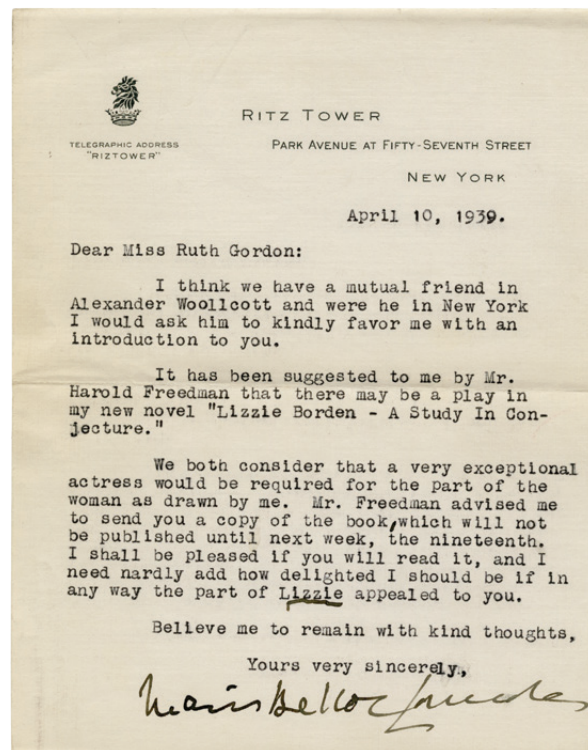 RITZ TOWER
TELEGRAPHIC ADDRESS
"RIZTOWER"
PARK AVENUE AT FIFTY-SEVENTH STREET
NEW YORK
April 10, 1939.
Dear Miss Ruth Gordon:
I think we have a mutual friend in
Alexander Woollcott and were he in New York
I would ask him to kindly favor me with an
introduction to you.
It has been suggested to me by Mr.
Harold Freedman that there may be a play in
my new novel "Lizzie Borden - A Study In Con-
jecture."
We both consider that a very exceptional
actress would be required for the part of the
woman as drawn by me. Mr. Freedman advised me
to send you a copy of the book, which will not
be published until next week, the nineteenth.
I shall be pleased if you will read it, and I
need nardly add how delighted I should be if in
any way the part of Lizzie appealed to you.
Believe me to remain with kind thoughts,
Yours very sincerely,
Marie Belloc Lowndes